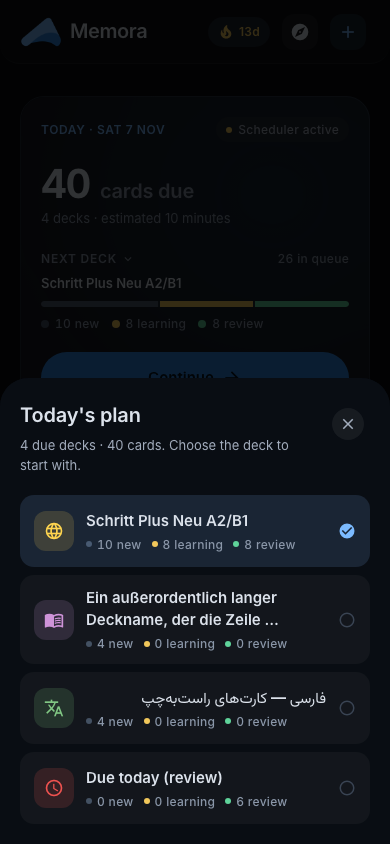 Memora
13d
TODAY · SAT 7 NOV
Scheduler active
40 cards due
4 decks · estimated 10 minutes
NEXT DECK
26 in queue
Schritt Plus Neu A2/B1
10 new 8 learning 8 review
Continue →
Today's plan
4 due decks · 40 cards. Choose the deck to
start with.
Schritt Plus Neu A2/B1
10 new 8 learning 8 review
Ein außerordentlich langer
Deckname, der die Zeile ...
4 new 0 learning 0 review
فارسی — کارت‌های راست‌به‌چپ
4 new 0 learning 0 review
Due today (review)
0 new 0 learning 6 review